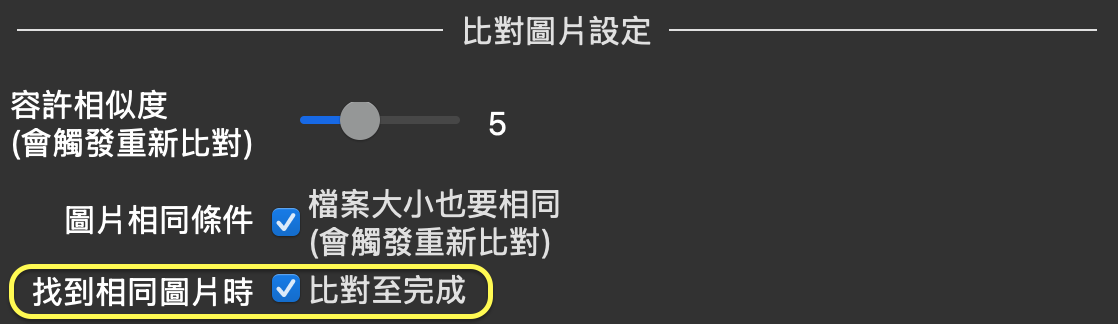 比對圖片設定
容許相似度
(會觸發重新比對)
5
圖片相同條件
檔案大小也要相同
(會觸發重新比對)
找到相同圖片時 比對至完成